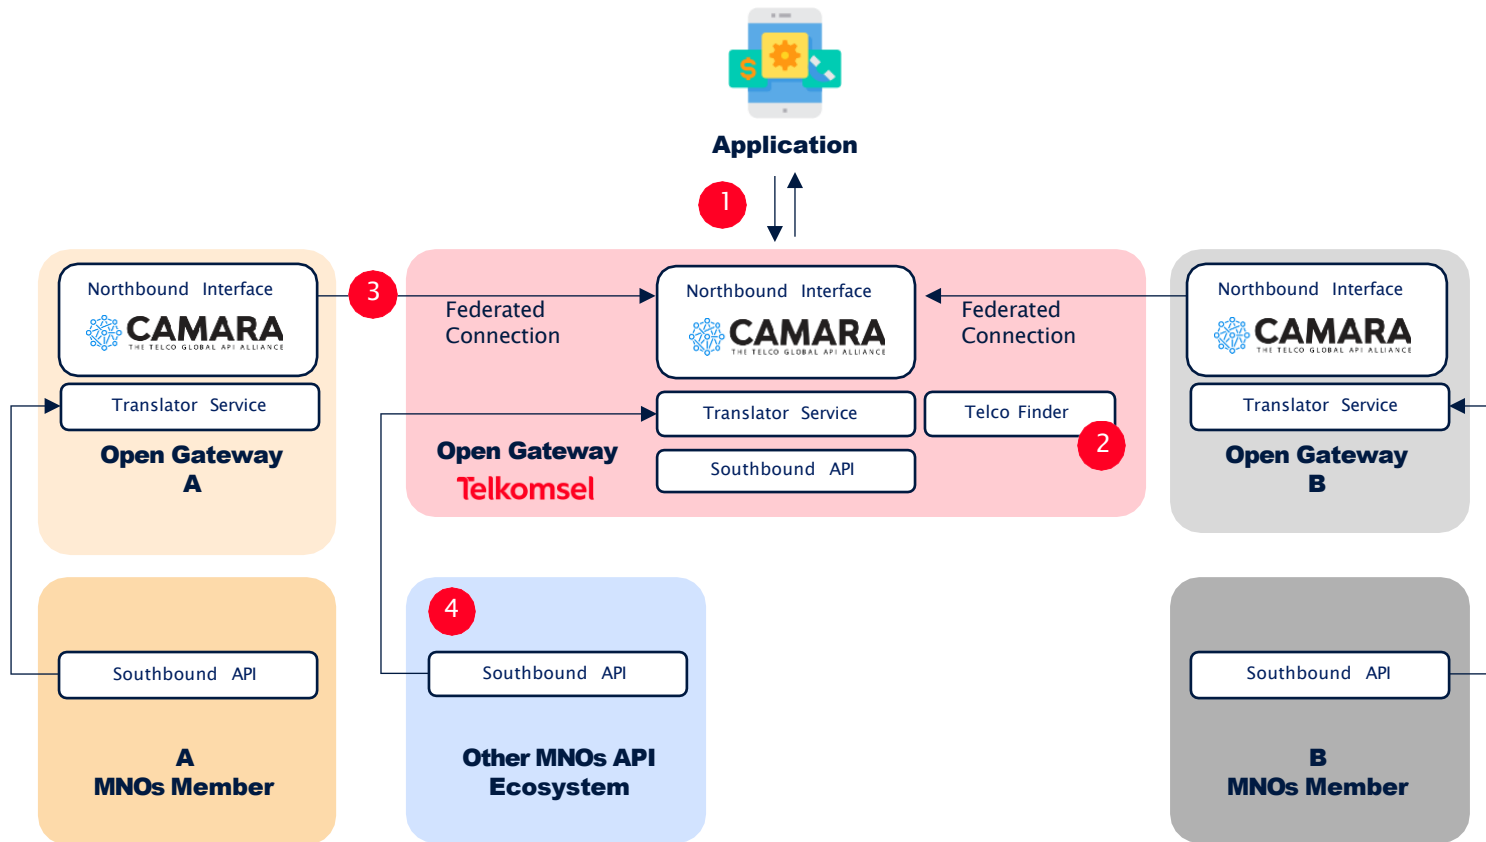 $
Application
1
Northbound Interface
CAMARA
THE TELCO GLOBAL API ALLIANCE
Translator Service
Open Gateway
A
3
Federated
Connection
Northbound Interface
CAMARA
THE TELCO GLOBAL API ALLIANCE
Federated
Connection
Translator Service
Telco Finder
2
Southbound API
Open Gateway
Telkomsel
Northbound Interface
CAMARA
THE TELCO GLOBAL API ALLIANCE
Translator Service
Open Gateway
B
Southbound API
A
MNOs Member
4
Southbound API
Other MNOs API
Ecosystem
Southbound API
B
MNOs Member